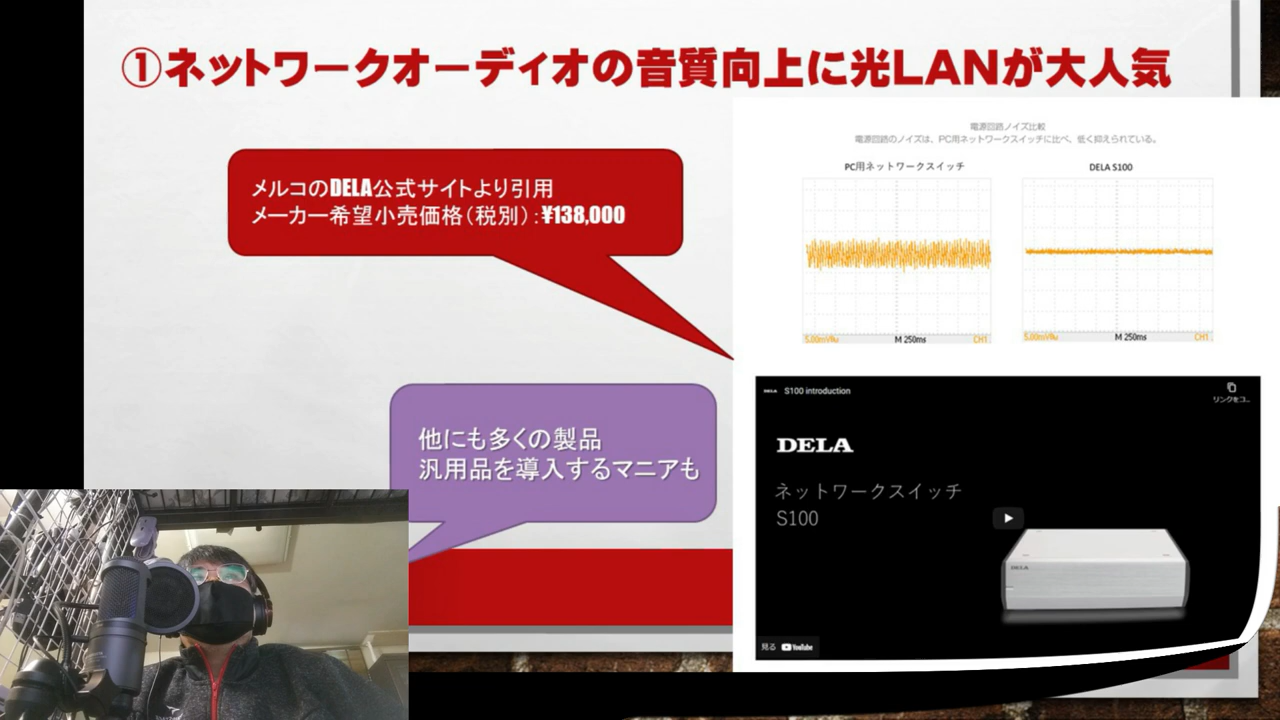 ①ネットワークオーディオの音質向上に光LANが大人気
メルコのDELA公式サイトより引用
メーカー希望小売価格（税別）：¥138,000
他にも多くの製品
汎用品を導入するマニアも
電源回路ノイズ比較
電源回路のノイズは、PC用ネットワークスイッチに比べ、低く抑えられている。
PC用ネットワークスイッチ
DELA S100
M 250ms
CH1
M 250ms
CH1
DELA
S100 introduction
リンクをコ...
DELA
ネットワークスイッチ
S100
DELA
見る
YouTube